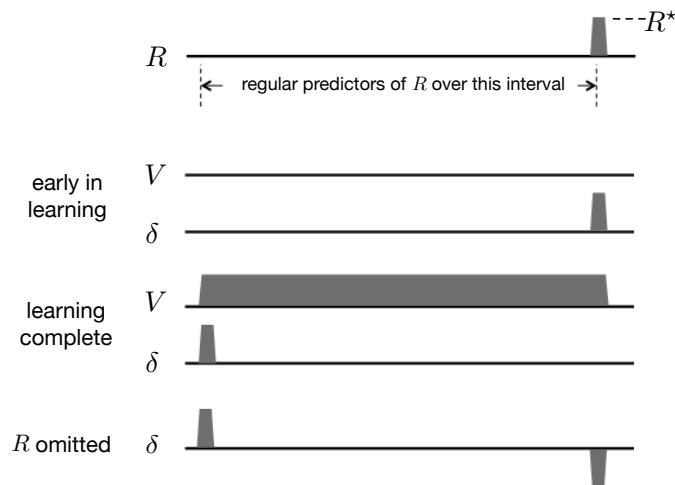 R⋆
R
regular predictors of R over this interval
early in
learning
V
δ
learning
complete
V
δ
R omitted
δ